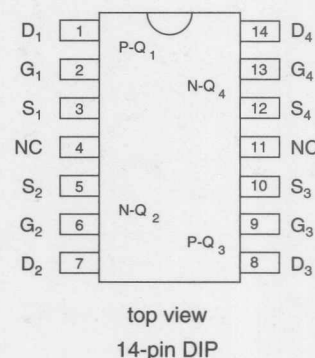 D1 1 14 D4
P-Q1
G1 2 13 G4
N-Q4
S1 3 12 S4
NC 4 11 NC
S2 5 10 S3
N-Q2
G2 6 9 G3
P-Q3
D2 7 8 D3
top view
14-pin DIP